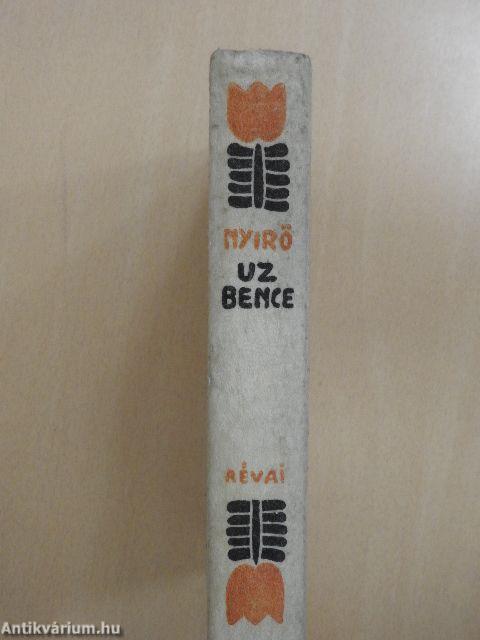 NYIRŐ
UZ
BENCE
RÉVAI
Antikvárium.hu